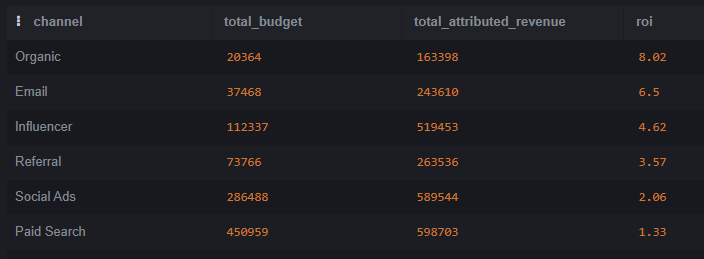 ⋮ channel total_budget total_attributed_revenue roi
Organic 20364 163398 8.02
Email 37468 243610 6.5
Influencer 112337 519453 4.62
Referral 73766 263536 3.57
Social Ads 286488 589544 2.06
Paid Search 450959 598703 1.33